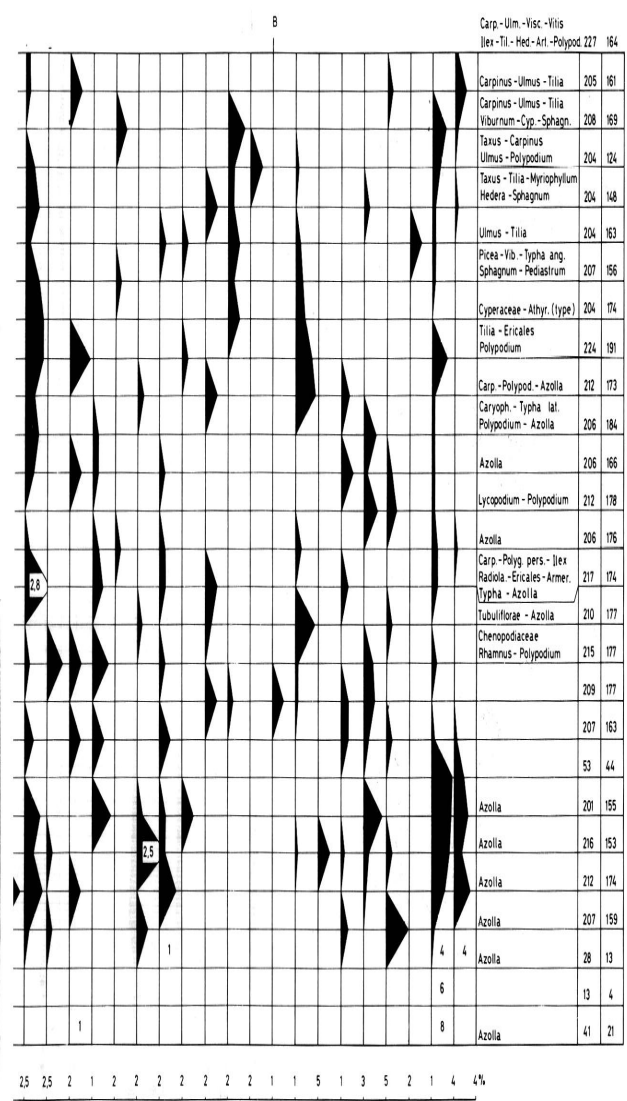 B
Carp.-Ulm.-Visc.-Vitis
Ilex-Til.-Hed.-Art.-Polypod. 227 164
Carpinus-Ulmus-Tilia 205 161
Carpinus-Ulmus-Tilia
Viburnum-Cyp.-Sphagn. 208 169
Taxus-Carpinus
Ulmus-Polypodium 204 124
Taxus-Tilia-Myriophyllum
Hedera-Sphagnum 204 148
Ulmus-Tilia 204 163
Picea-Vib.-Typha ang.
Sphagnum-Pediastrum 207 156
Cyperaceae-Athyr. (type) 204 174
Tilia-Ericales
Polypodium 224 191
Carp.-Polypod.-Azolla 212 173
Caryoph.-Typha lat.
Polypodium-Azolla 206 184
Azolla 206 166
Lycopodium-Polypodium 212 178
Azolla 206 176
Carp.-Polyg. pers.-Ilex
2,8 Radiola.-Ericales-Armer. 217 174
Typha-Azolla
Tubuliflorae-Azolla 210 177
Chenopodiaceae
Rhamnus-Polypodium 215 177
209 177
207 163
53 44
Azolla 201 155
2,5 Azolla 216 153
Azolla 212 174
Azolla 207 159
1 4 4 Azolla 28 13
6 13 4
1 8 Azolla 41 21
2,5 2,5 2 1 2 2 2 2 2 2 2 1 1 5 1 3 5 2 1 4 4%